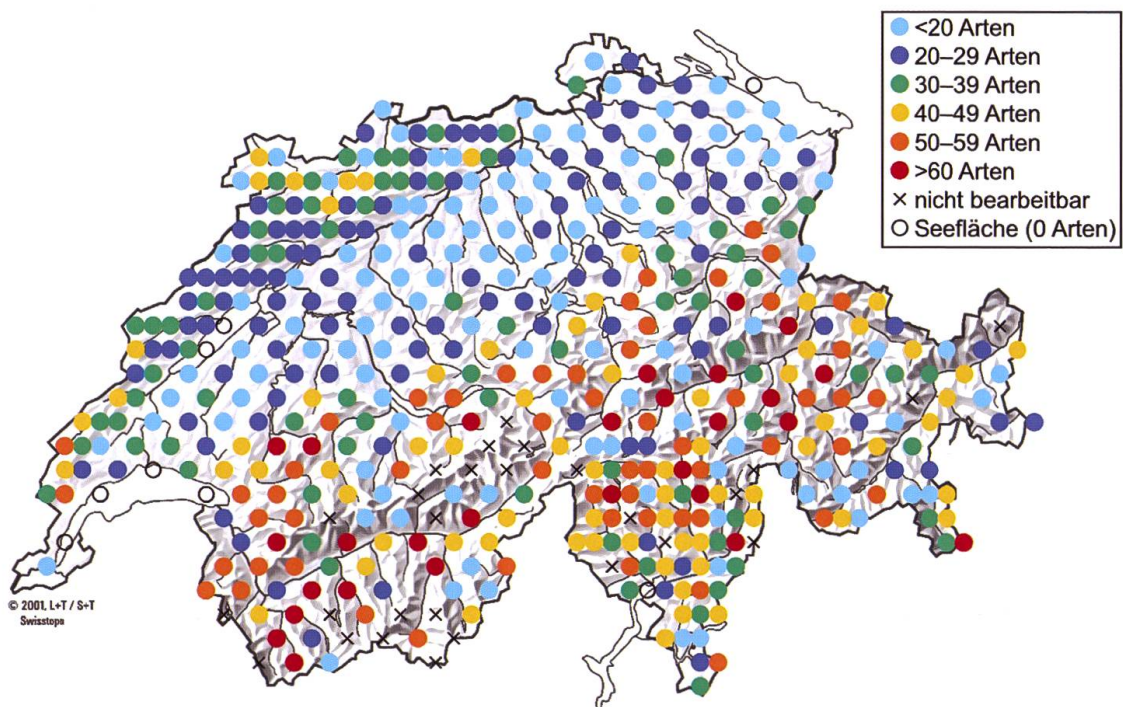 <20 Arten
20–29 Arten
30–39 Arten
40–49 Arten
50–59 Arten
>60 Arten
nicht bearbeitbar
Seefläche (0 Arten)
© 2001, L+T / S+T
Swisstopo